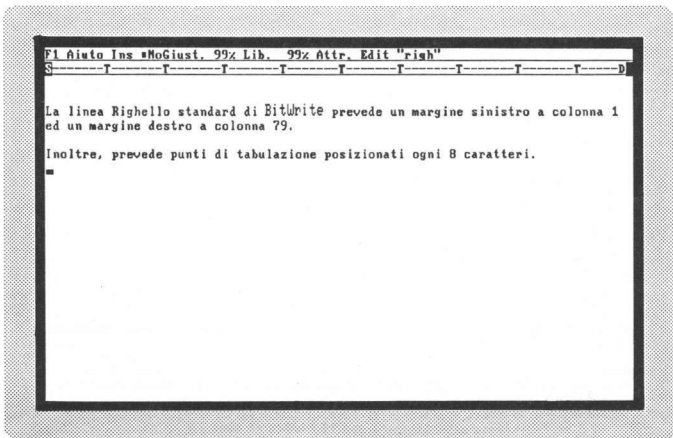 F1 Aiuto Ins ■NoGiust. 99% Lib.  99% Attr. Edit "righ"
S-------T-------T-------T-------T-------T-------T-------T-------T-------T-----D
La linea Righello standard di BitWrite prevede un margine sinistro a colonna 1
ed un margine destro a colonna 79.
Inoltre, prevede punti di tabulazione posizionati ogni 8 caratteri.